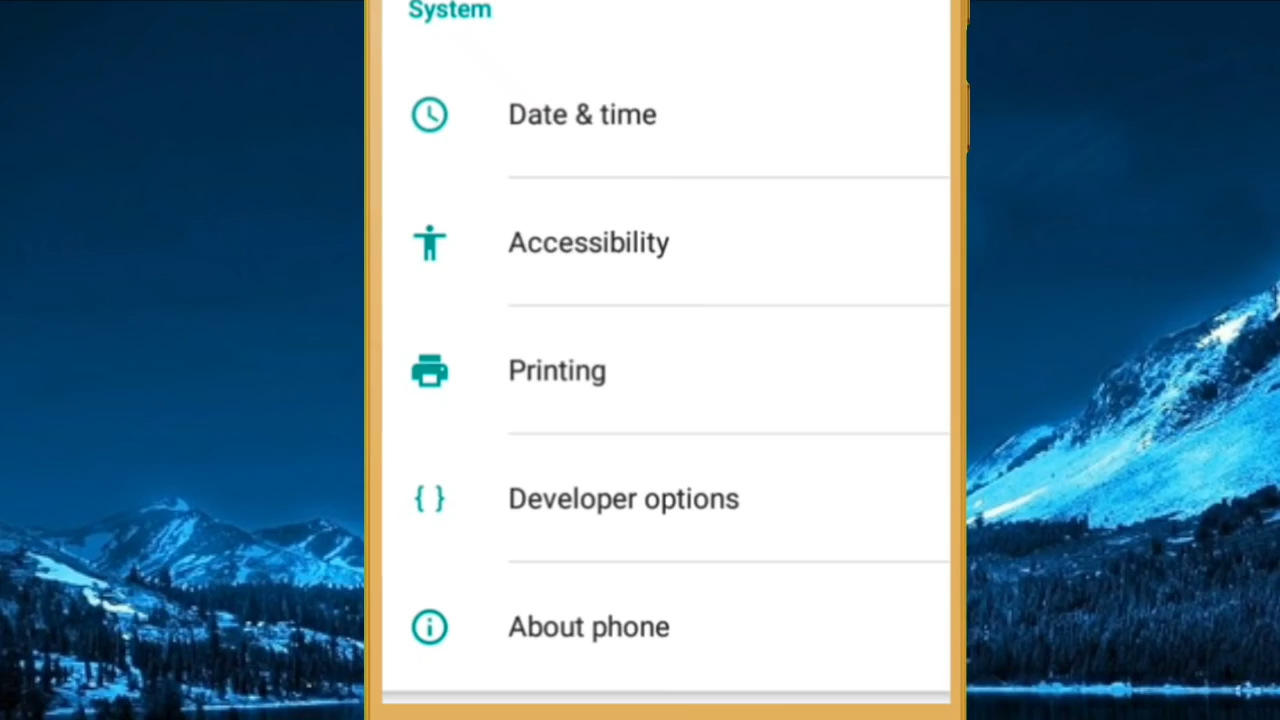 System
Date & time
Accessibility
Printing
Developer options
About phone